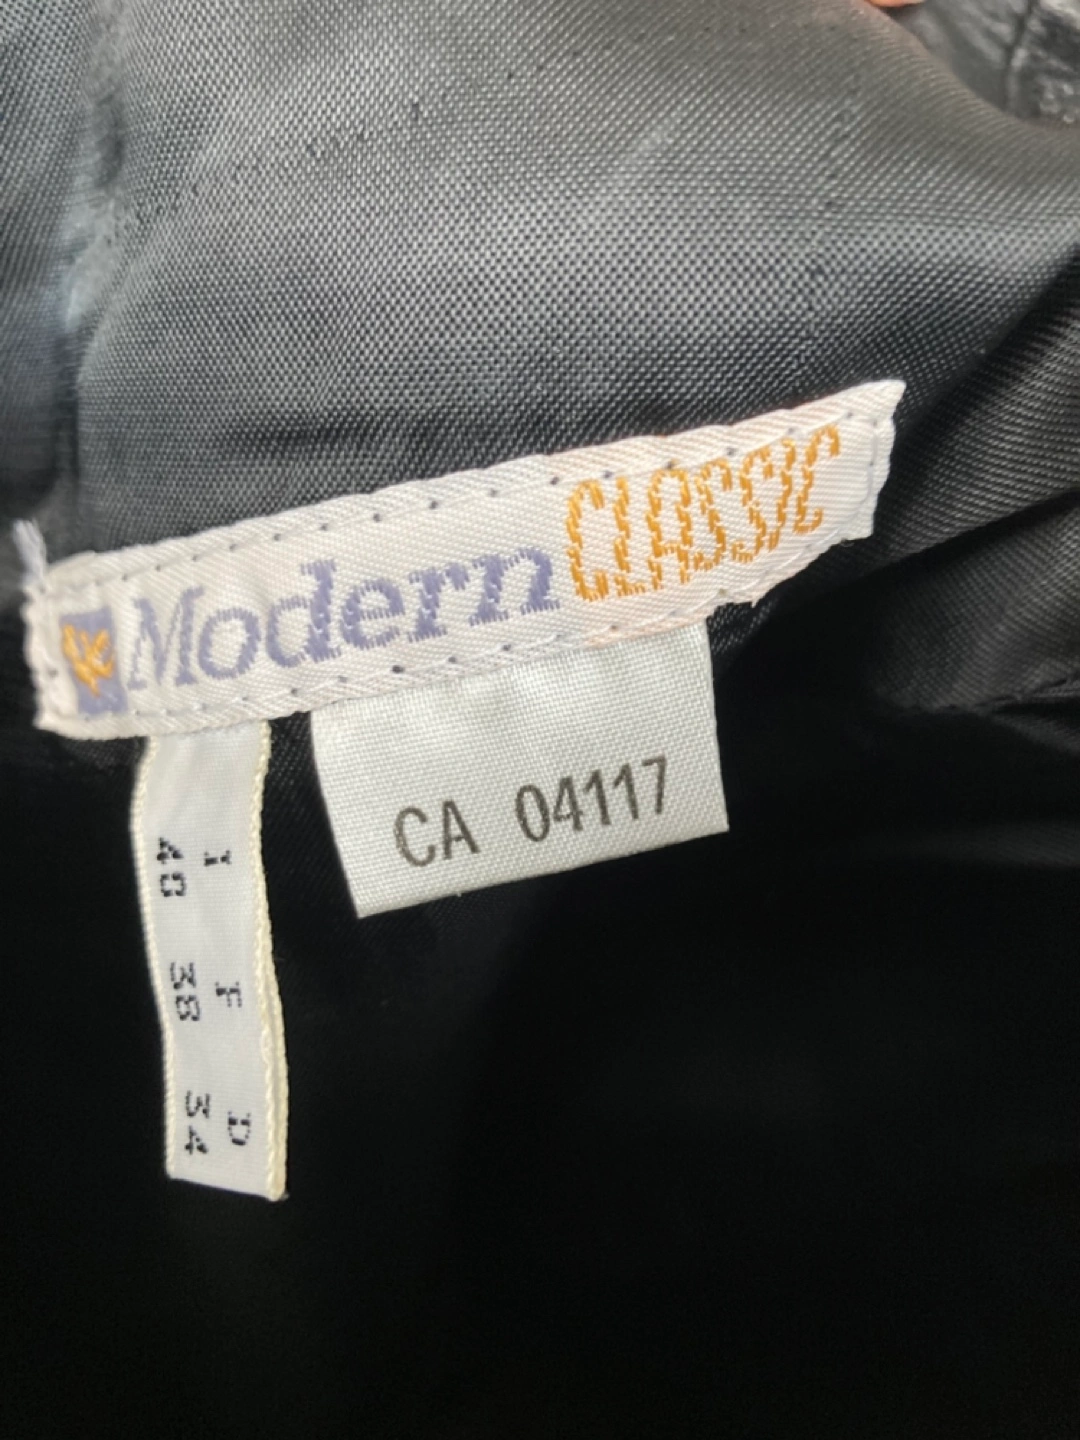 Modern CLASSIC
CA 04117
I F D
40 38 34